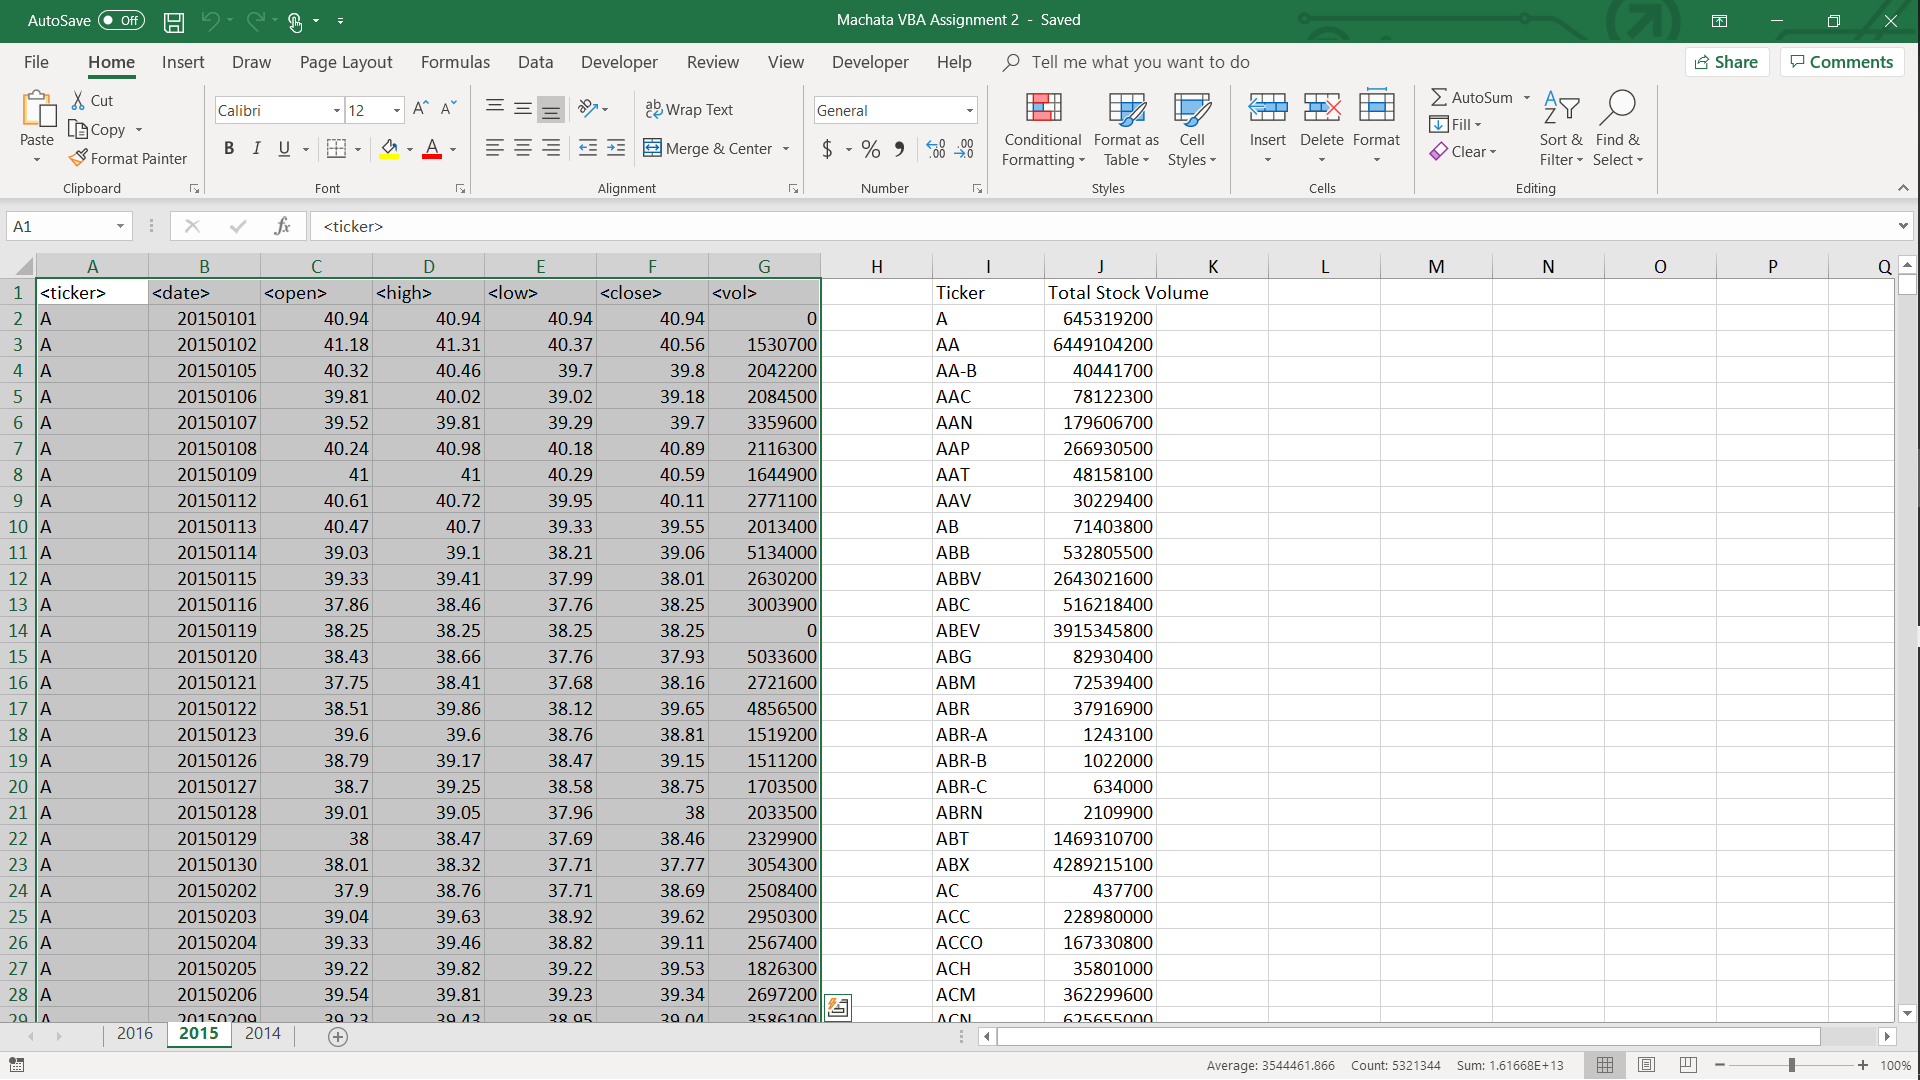 AutoSave Off Machata VBA Assignment 2 - Saved
File Home Insert Draw Page Layout Formulas Data Developer Review View Developer Help Tell me what you want to do Share Comments
Paste Cut Copy Format Painter
Clipboard
Calibri 12 A A
B I U A
Font
ab Wrap Text
Merge & Center
Alignment
General
$ % 9 .00 .00
Number
Conditional Formatting Format as Table Cell Styles
Styles
Insert Delete Format
Cells
AutoSum Fill Clear Sort & Filter Find & Select
Editing
A1 fx <ticker>
A B C D E F G H I J K L M N O P Q
1 <ticker> <date> <open> <high> <low> <close> <vol> Ticker Total Stock Volume
2 A 20150101 40.94 40.94 40.94 40.94 0 A 645319200
3 A 20150102 41.18 41.31 40.37 40.56 1530700 AA 6449104200
4 A 20150105 40.32 40.46 39.7 39.8 2042200 AA-B 40441700
5 A 20150106 39.81 40.02 39.02 39.18 2084500 AAC 78122300
6 A 20150107 39.52 39.81 39.29 39.7 3359600 AAN 179606700
7 A 20150108 40.24 40.98 40.18 40.89 2116300 AAP 266930500
8 A 20150109 41 41 40.29 40.59 1644900 AAT 48158100
9 A 20150112 40.61 40.72 39.95 40.11 2771100 AAV 30229400
10 A 20150113 40.47 40.7 39.33 39.55 2013400 AB 71403800
11 A 20150114 39.03 39.1 38.21 39.06 5134000 ABB 532805500
12 A 20150115 39.33 39.41 37.99 38.01 2630200 ABBV 2643021600
13 A 20150116 37.86 38.46 37.76 38.25 3003900 ABC 516218400
14 A 20150119 38.25 38.25 38.25 38.25 0 ABEV 3915345800
15 A 20150120 38.43 38.66 37.76 37.93 5033600 ABG 82930400
16 A 20150121 37.75 38.41 37.68 38.16 2721600 ABM 72539400
17 A 20150122 38.51 39.86 38.12 39.65 4856500 ABR 37916900
18 A 20150123 39.6 39.6 38.76 38.81 1519200 ABR-A 1243100
19 A 20150126 38.79 39.17 38.47 39.15 1511200 ABR-B 1022000
20 A 20150127 38.7 39.25 38.58 38.75 1703500 ABR-C 634000
21 A 20150128 39.01 39.05 37.96 38 2033500 ABRN 2109900
22 A 20150129 38 38.47 37.69 38.46 2329900 ABT 1469310700
23 A 20150130 38.01 38.32 37.71 37.77 3054300 ABX 4289215100
24 A 20150202 37.9 38.76 37.71 38.69 2508400 AC 437700
25 A 20150203 39.04 39.63 38.92 39.62 2950300 ACC 228980000
26 A 20150204 39.33 39.46 38.82 39.11 2567400 ACCO 167330800
27 A 20150205 39.22 39.82 39.22 39.53 1826300 ACH 35801000
28 A 20150206 39.54 39.81 39.23 39.34 2697200 ACM 362299600
29 A 20150209 39.23 39.43 38.95 39.04 3586100 ACN 625655000
2016 2015 2014
Average: 3544461.866 Count: 5321344 Sum: 1.61668E+13 100%